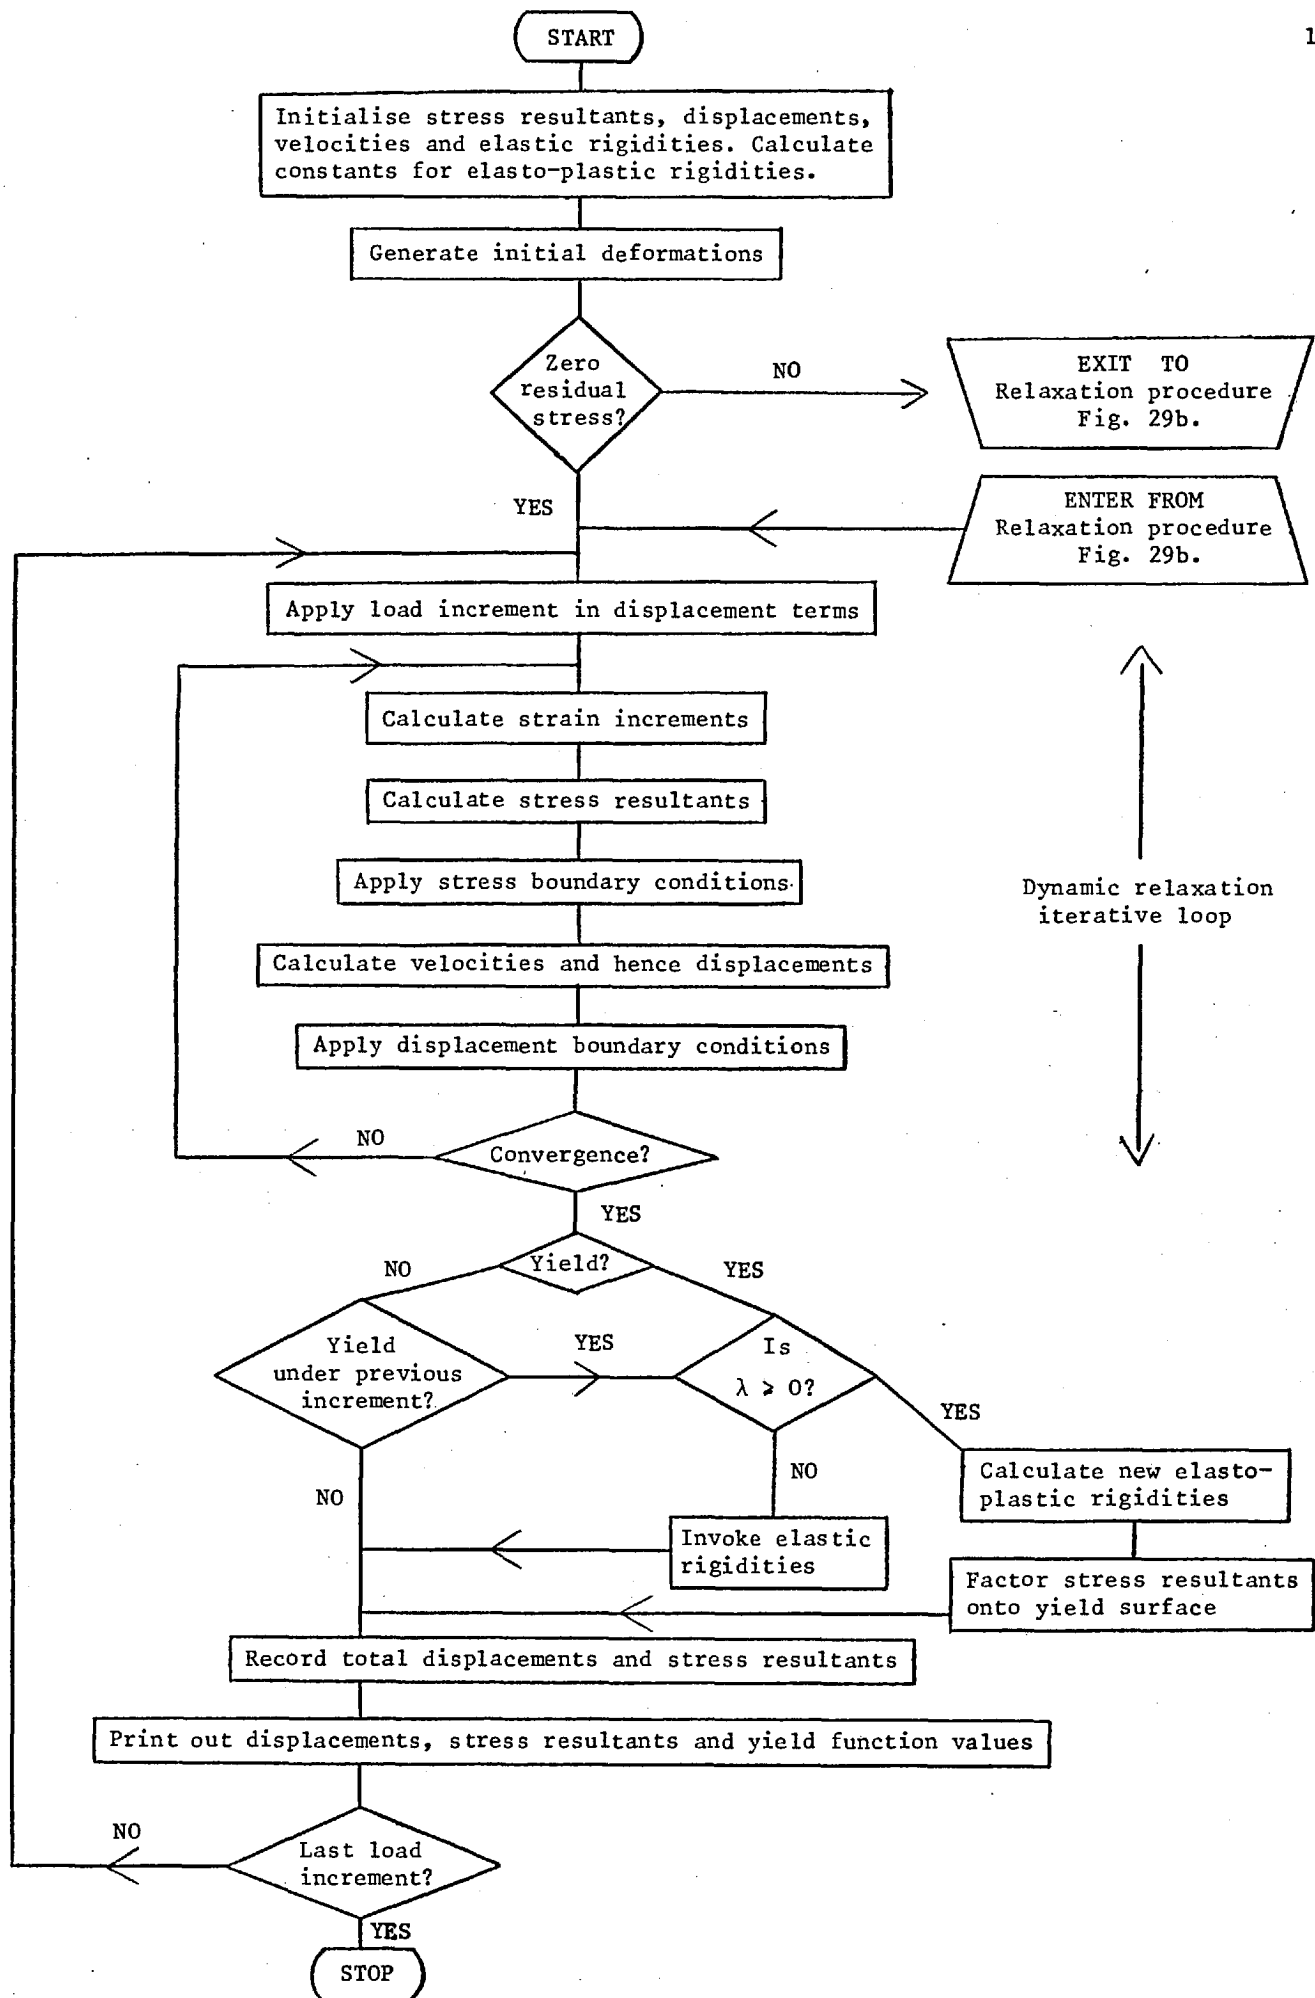 1
START
Initialise stress resultants, displacements,
velocities and elastic rigidities. Calculate
constants for elasto-plastic rigidities.
Generate initial deformations
Zero
residual
stress?
NO
EXIT TO
Relaxation procedure
Fig. 29b.
YES
ENTER FROM
Relaxation procedure
Fig. 29b.
Apply load increment in displacement terms
Calculate strain increments
Calculate stress resultants
Apply stress boundary conditions
Dynamic relaxation
iterative loop
Calculate velocities and hence displacements
Apply displacement boundary conditions
NO
Convergence?
YES
Yield?
NO
YES
Yield
under previous
increment?
YES
Is
λ ⩾ 0?
YES
NO
NO
Calculate new elasto-
plastic rigidities
Invoke elastic
rigidities
Factor stress resultants
onto yield surface
Record total displacements and stress resultants
Print out displacements, stress resultants and yield function values
NO
Last load
increment?
YES
STOP